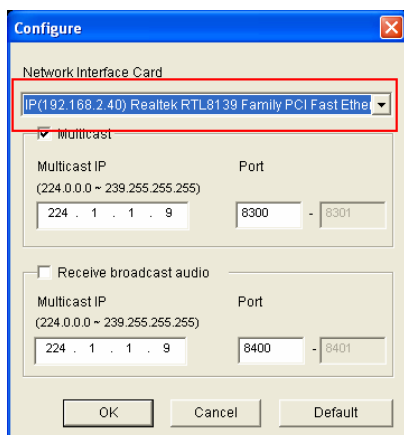 Configure
Network Interface Card
IP(192.168.2.40) Realtek RTL8139 Family PCI Fast Ether
Multicast
Multicast IP Port
(224.0.0.0 ~ 239.255.255.255)
224 . 1 . 1 . 9 8300 - 8301
Receive broadcast audio
Multicast IP Port
(224.0.0.0 ~ 239.255.255.255)
224 . 1 . 1 . 9 8400 - 8401
OK Cancel Default